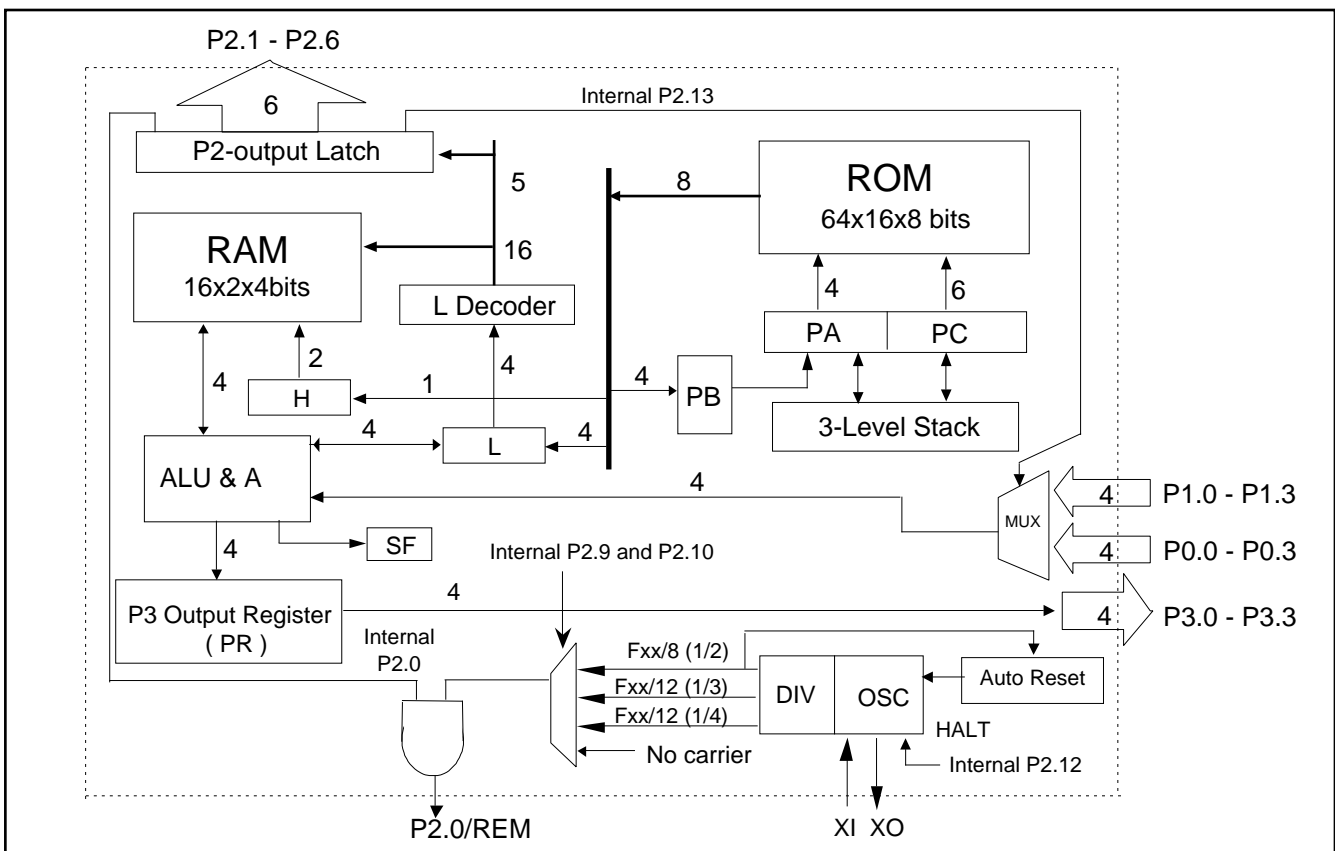 P2.1 - P2.6
6
Internal P2.13
P2-output Latch
5
8
ROM
64x16x8 bits
RAM
16x2x4bits
16
L Decoder
4
6
PA
PC
2
4
4
1
4
PB
H
3-Level Stack
4
L
4
ALU & A
4
MUX
4
P1.0 - P1.3
4
P0.0 - P0.3
SF
4
Internal P2.9 and P2.10
P3 Output Register
( PR )
4
4
P3.0 - P3.3
Internal
P2.0
Fxx/8 (1/2)
Fxx/12 (1/3)
Fxx/12 (1/4)
No carrier
DIV
OSC
Auto Reset
HALT
Internal P2.12
P2.0/REM
XI XO